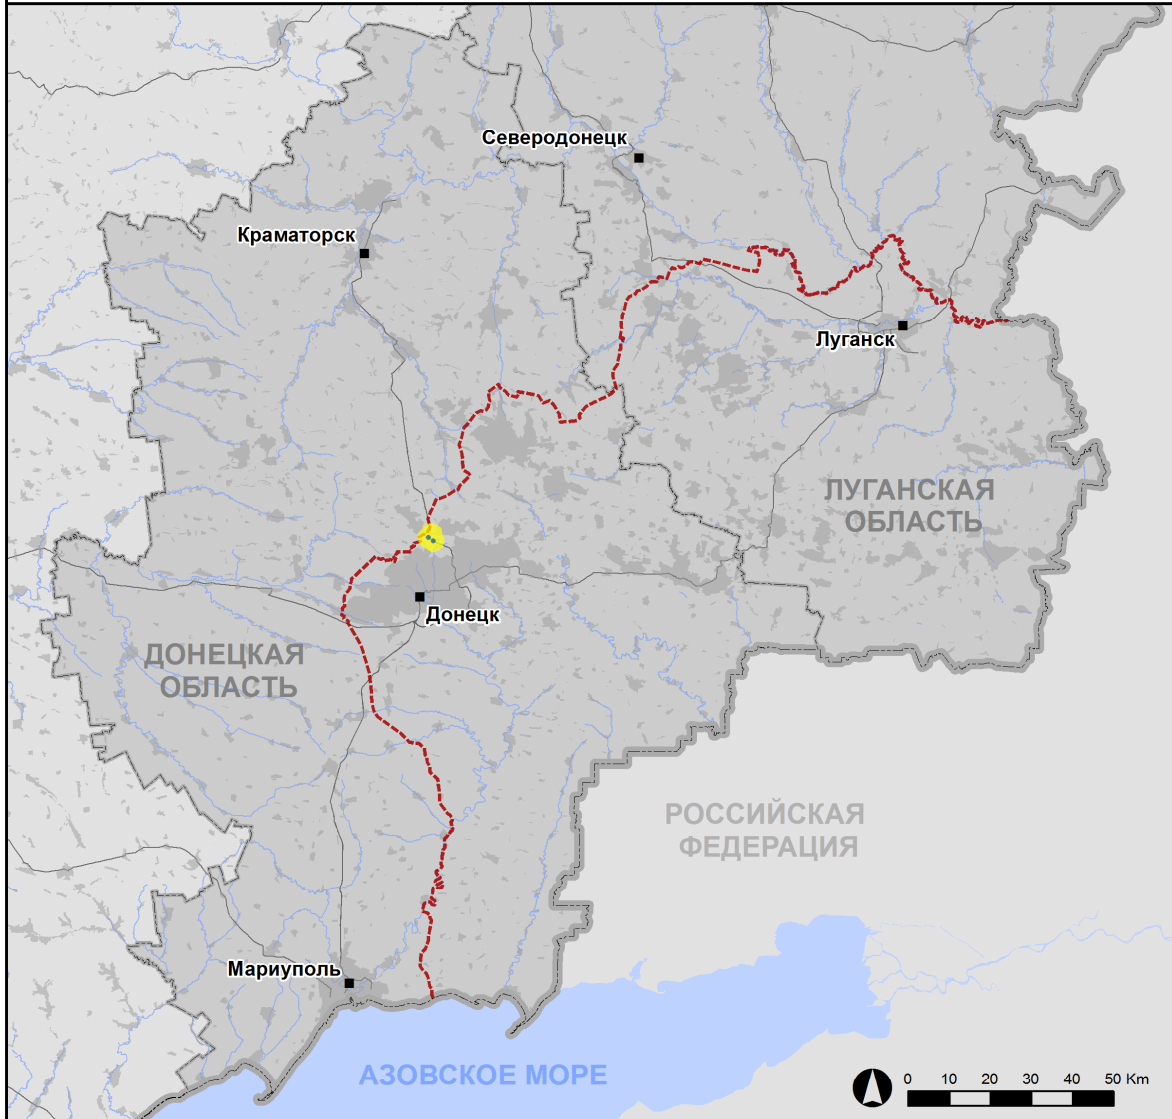 Северодонецк
Краматорск
Луганск
ЛУГАНСКАЯ
ОБЛАСТЬ
Донецк
ДОНЕЦКАЯ
ОБЛАСТЬ
РОССИЙСКАЯ
ФЕДЕРАЦИЯ
Мариуполь
АЗОВСКОЕ МОРЕ
0 10 20 30 40 50 Km